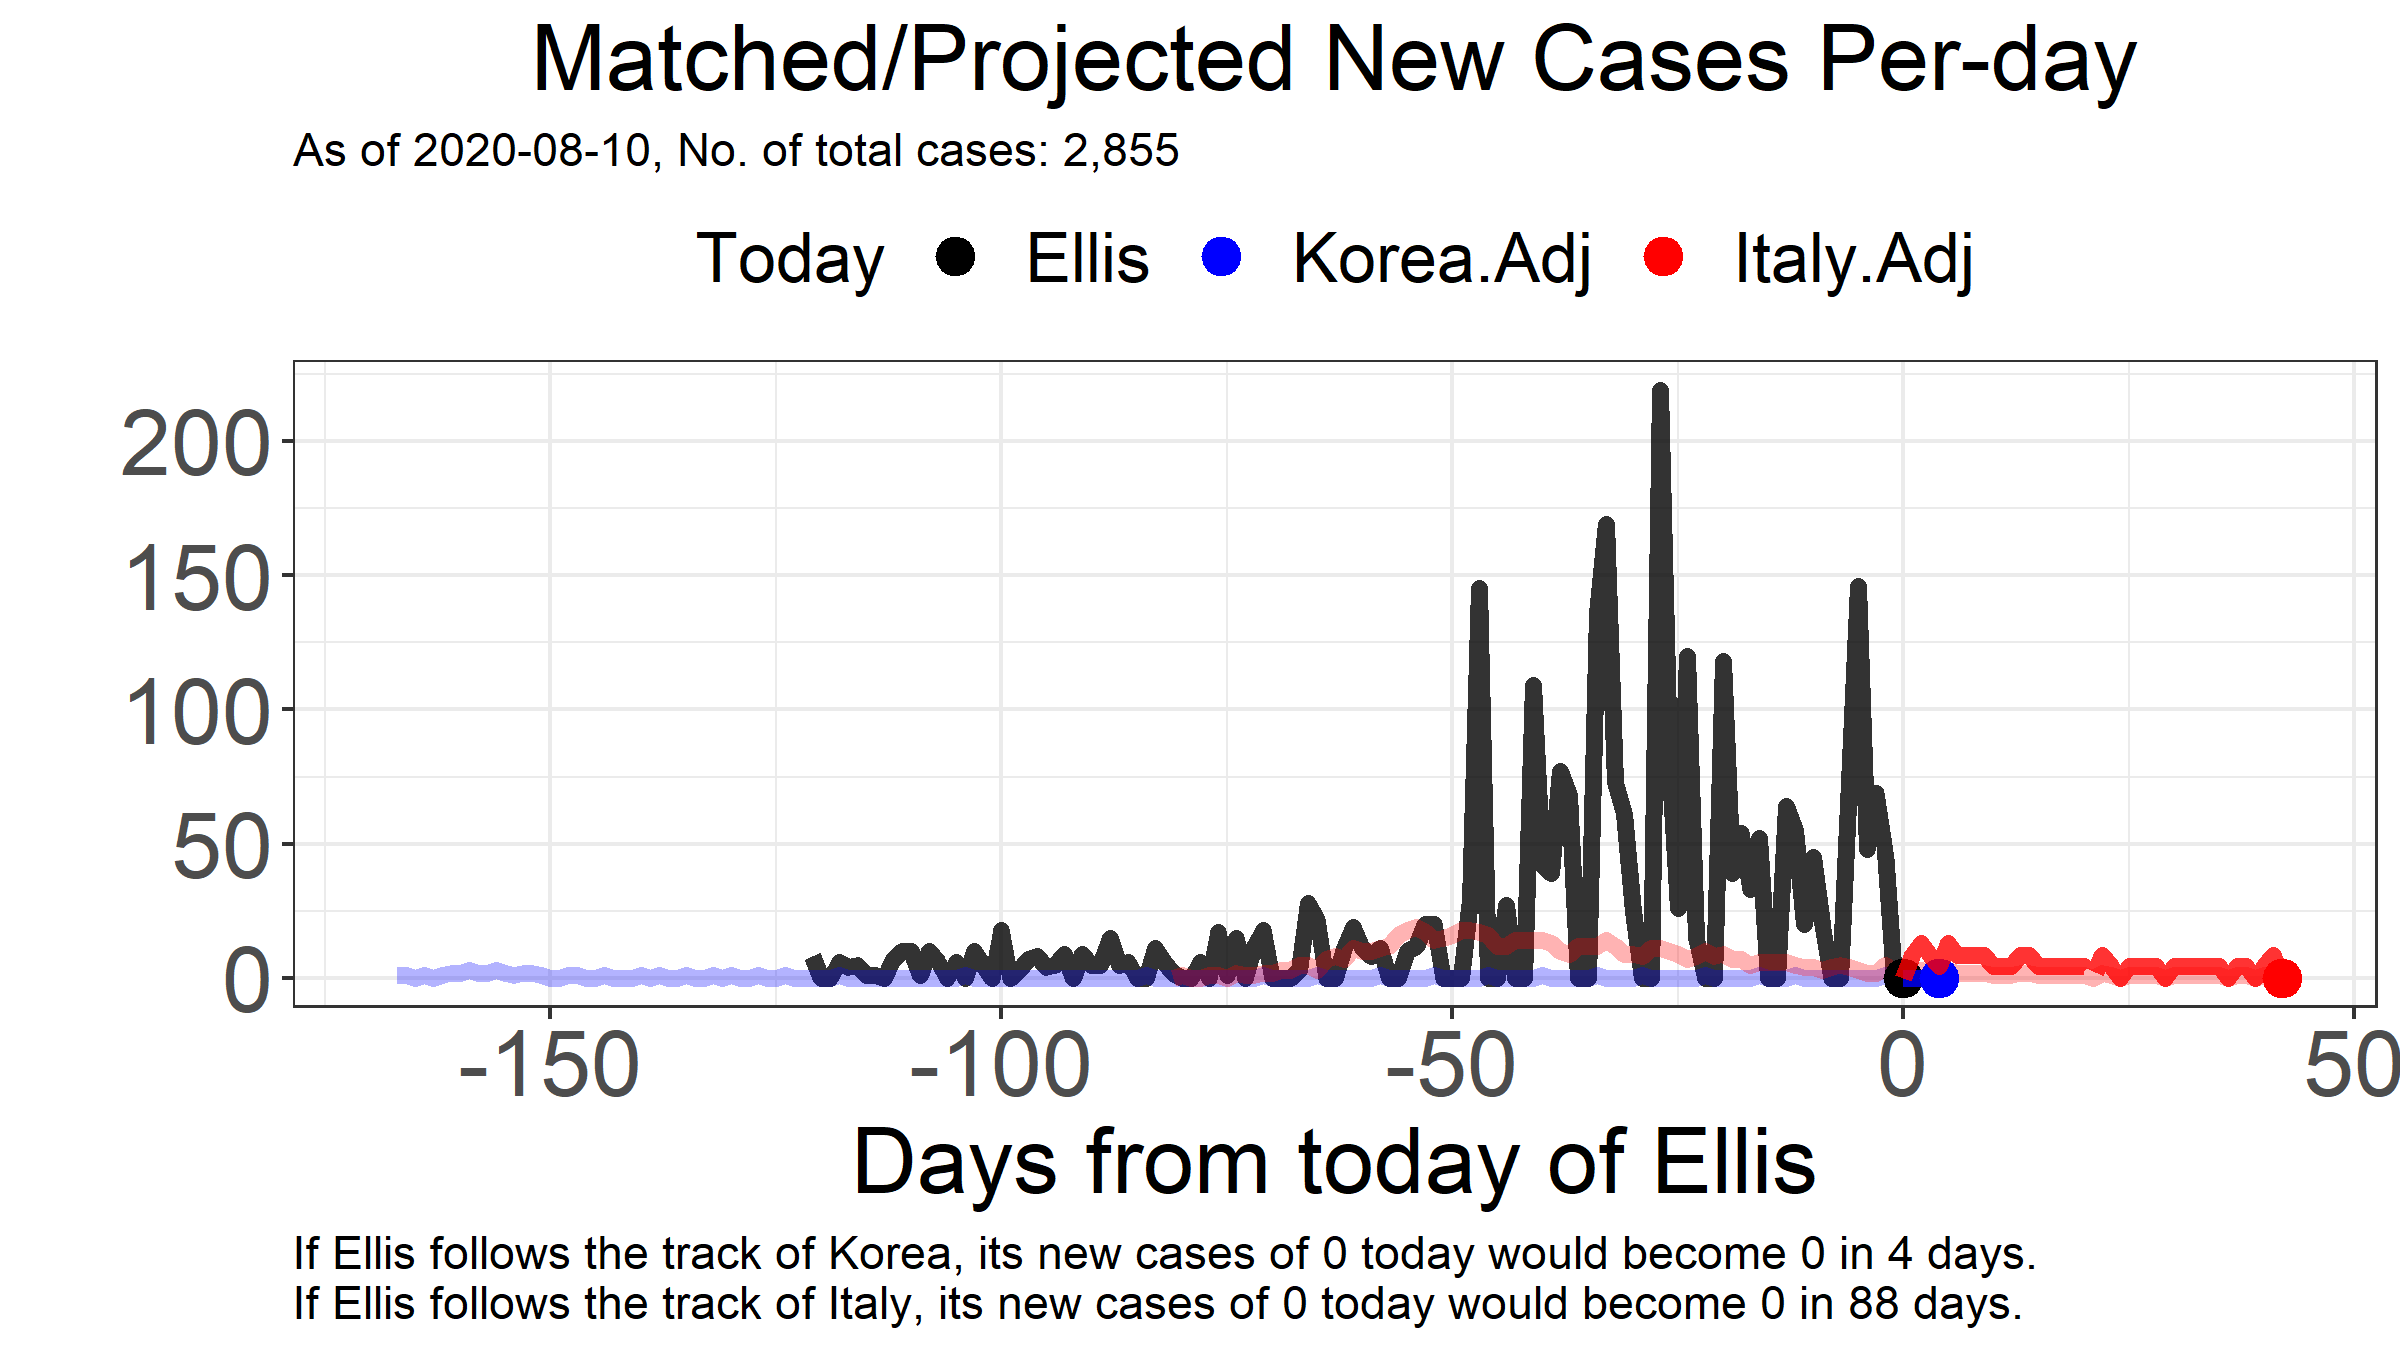 Matched/Projected New Cases Per-day
As of 2020-08-10, No. of total cases: 2,855
Today Ellis Korea.Adj Italy.Adj
200
150
100
50
0
-150 -100 -50 0 50
Days from today of Ellis
If Ellis follows the track of Korea, its new cases of 0 today would become 0 in 4 days.
If Ellis follows the track of Italy, its new cases of 0 today would become 0 in 88 days.